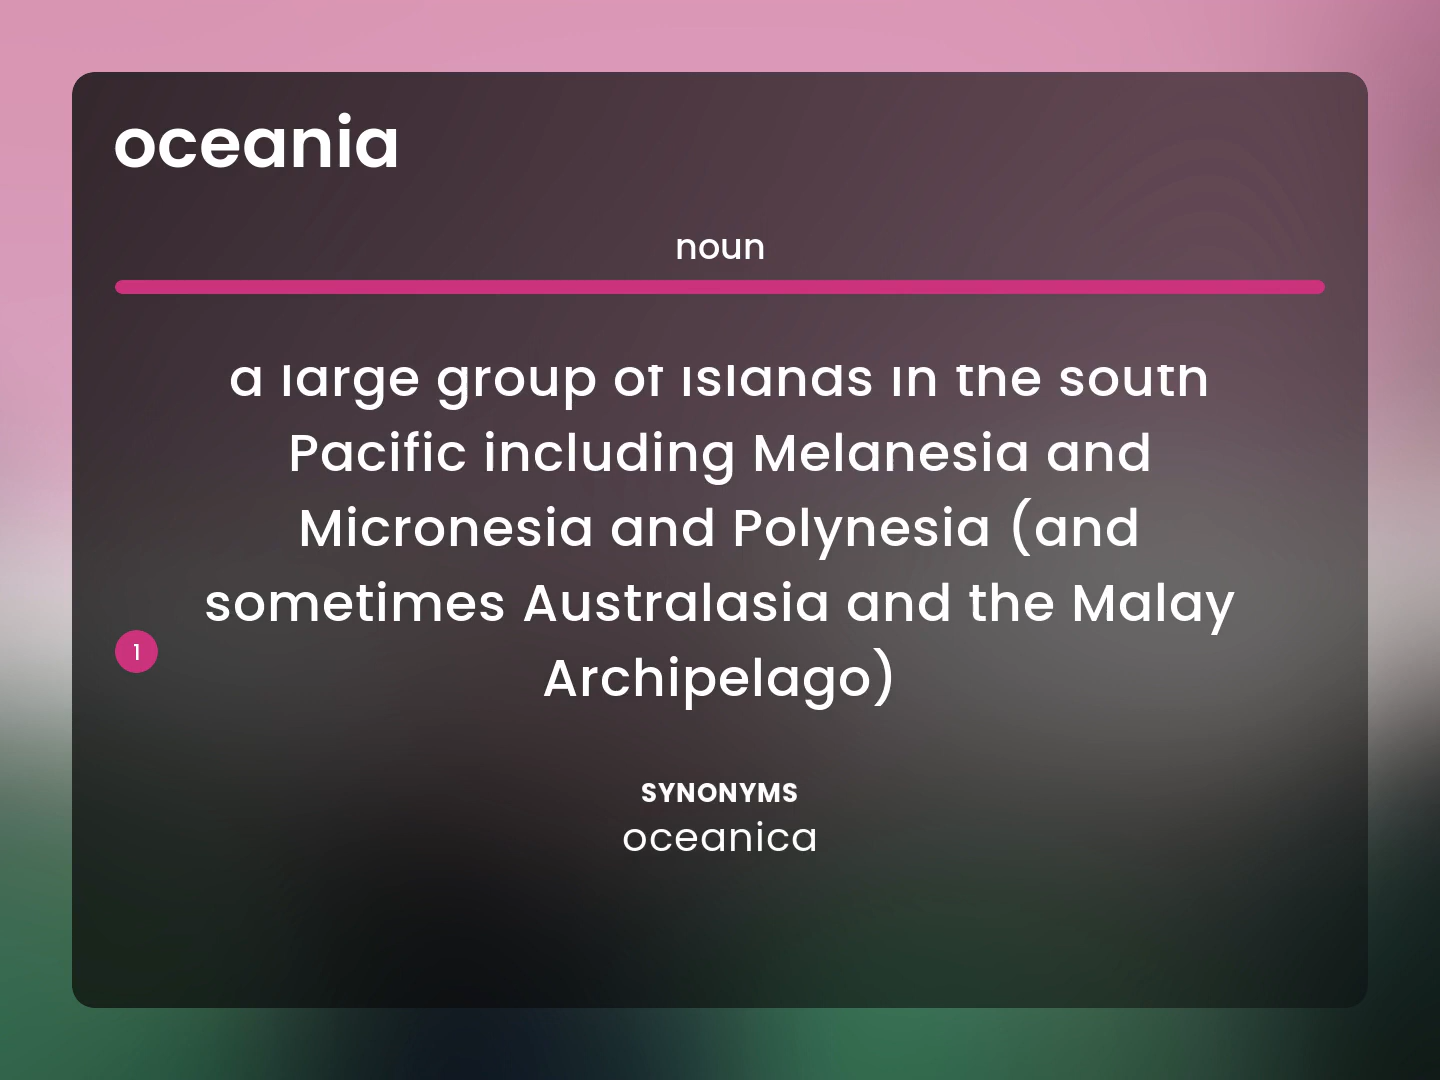 oceania
noun
a large group of islands in the south
Pacific including Melanesia and
Micronesia and Polynesia (and
sometimes Australasia and the Malay
1
Archipelago)
SYNONYMS
oceanica